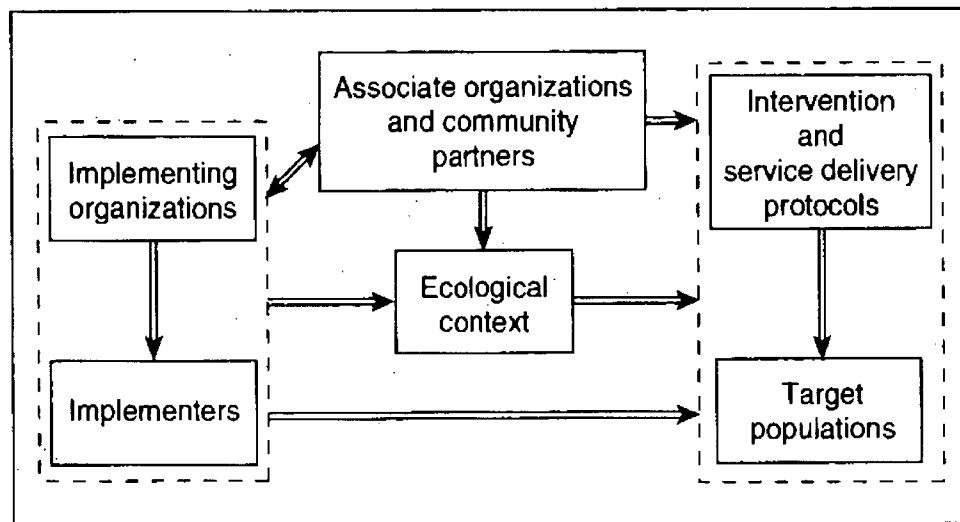 Associate organizations
and community
partners
Intervention
and
service delivery
protocols
Implementing
organizations
Ecological
context
Implementers
Target
populations